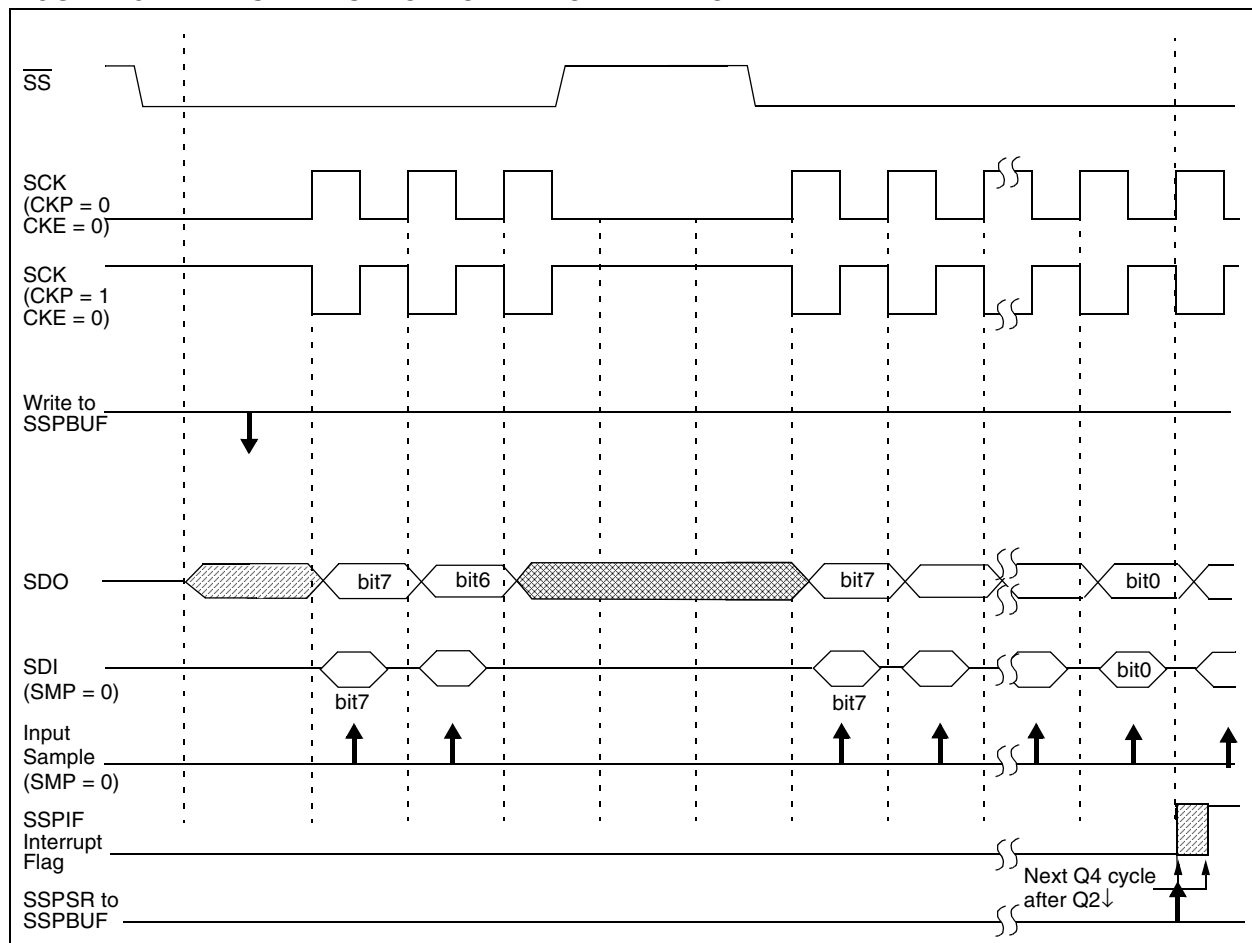 SS
SCK
(CKP = 0
CKE = 0)
SCK
(CKP = 1
CKE = 0)
Write to
SSPBUF
SDO
bit7
bit6
bit7
bit0
SDI
(SMP = 0)
bit7
bit7
bit0
Input
Sample
(SMP = 0)
SSPIF
Interrupt
Flag
Next Q4 cycle
after Q2↓
SSPSR to
SSPBUF